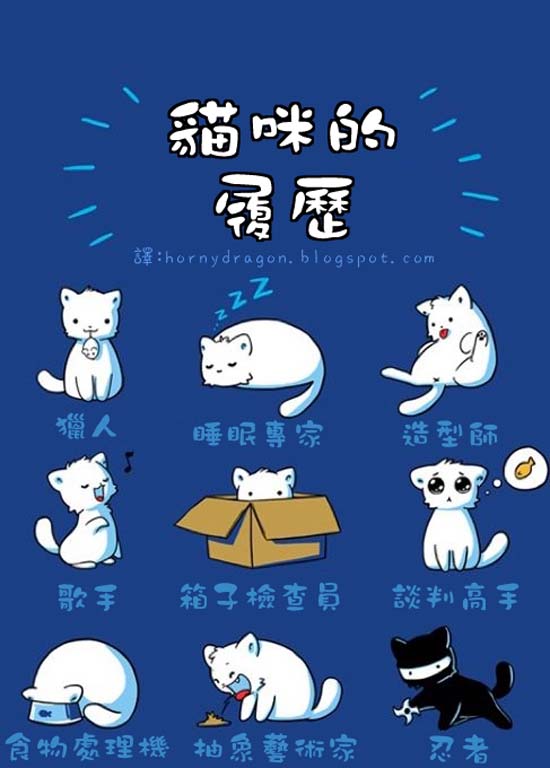 貓咪的
履歷
譯:hornydragon.blogspot.com
zzz
獵人
睡眠專家
造型師
歌手
箱子檢查員
談判高手
食物處理機
抽象藝術家
忍者